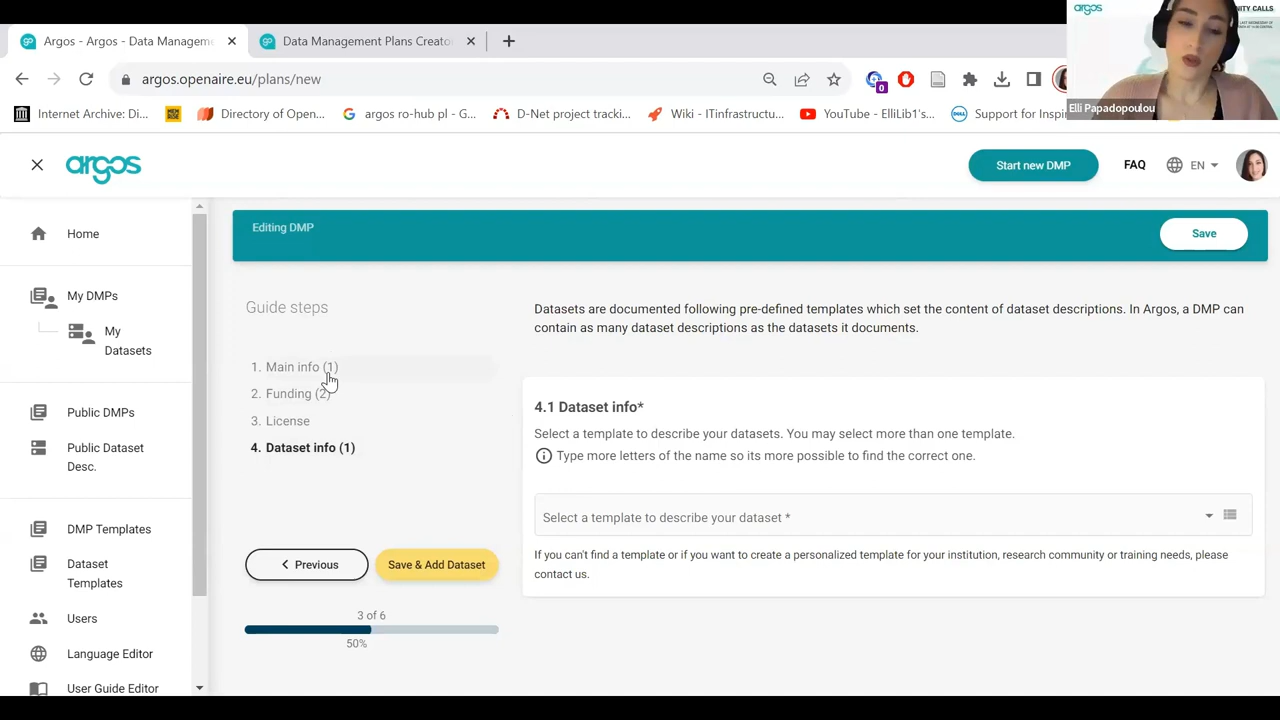 Argos - Argos - Data Manageme
Data Management Plans Creato
argos.openaire.eu/plans/new
0
Internet Archive: Di...
Directory of Open...
argos ro-hub pl - G...
D-Net project tracki...
Wiki - ITinfrastructu...
YouTube - ElliLib1's...
Support for Inspi
argos
UNITY CALLS
Elli Papadopoulou
argos
Start new DMP
FAQ
EN
Home
My DMPs
My
Datasets
Public DMPs
Public Dataset
Desc.
DMP Templates
Dataset
Templates
Users
Language Editor
User Guide Editor
Editing DMP
Save
Guide steps
1. Main info (1)
2. Funding (2)
3. License
4. Dataset info (1)
Previous
Save & Add Dataset
3 of 6
50%
Datasets are documented following pre-defined templates which set the content of dataset descriptions. In Argos, a DMP can
contain as many dataset descriptions as the datasets it documents.
4.1 Dataset info*
Select a template to describe your datasets. You may select more than one template.
Type more letters of the name so its more possible to find the correct one.
Select a template to describe your dataset *
If you can't find a template or if you want to create a personalized template for your institution, research community or training needs, please
contact us.